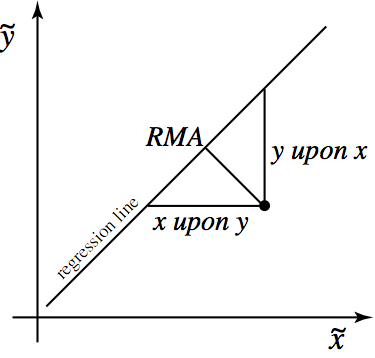 ỹ
RMA
y upon x
x upon y
regression line
x̃